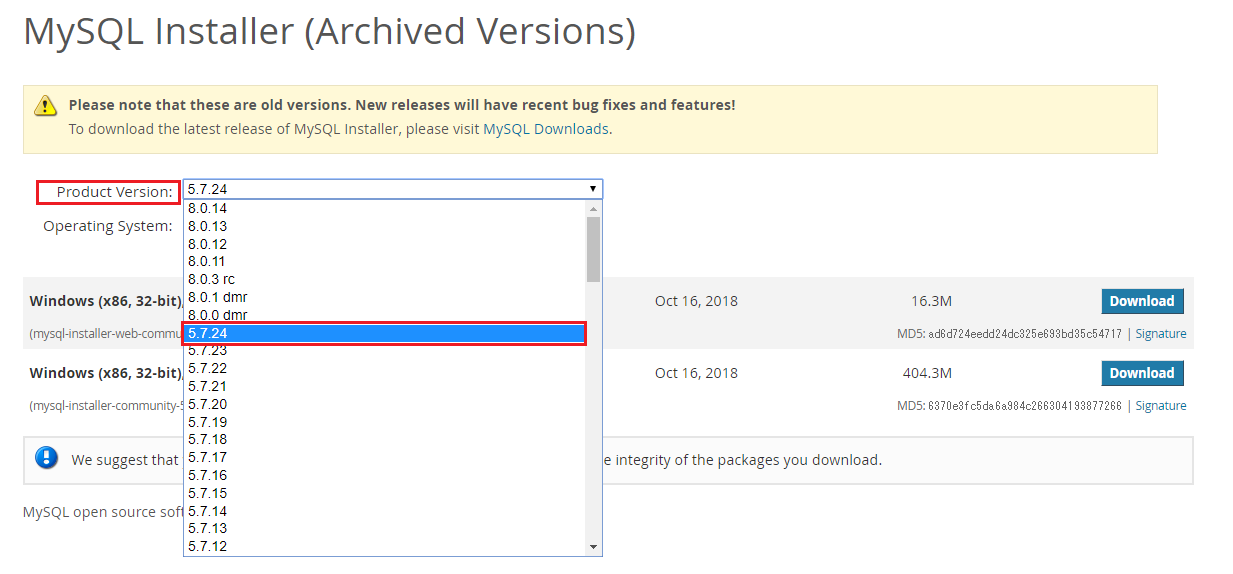 MySQL Installer (Archived Versions)
Please note that these are old versions. New releases will have recent bug fixes and features!
To download the latest release of MySQL Installer, please visit MySQL Downloads.
Product Version: 5.7.24
8.0.14
Operating System:
8.0.13
8.0.12
8.0.11
8.0.3 rc
8.0.1 dmr
8.0.0 dmr
5.7.24
5.7.23
5.7.22
5.7.21
5.7.20
5.7.19
5.7.18
5.7.17
5.7.16
5.7.15
5.7.14
5.7.13
5.7.12
Windows (x86, 32-bit), Oct 16, 2018 16.3M Download
(mysql-installer-web-commu MD5: ad6d724eedd24dc325e693bd35c54717 | Signature
Windows (x86, 32-bit), Oct 16, 2018 404.3M Download
(mysql-installer-community-5 MD5: 6370e3fc5da6a984c266304193877266 | Signature
We suggest that e integrity of the packages you download.
MySQL open source soft